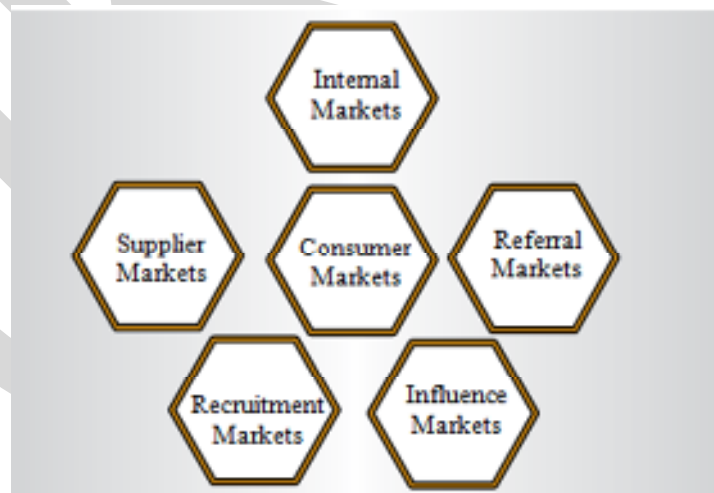 Internal
Markets
Supplier
Markets
Consumer
Markets
Referral
Markets
Recruitment
Markets
Influence
Markets